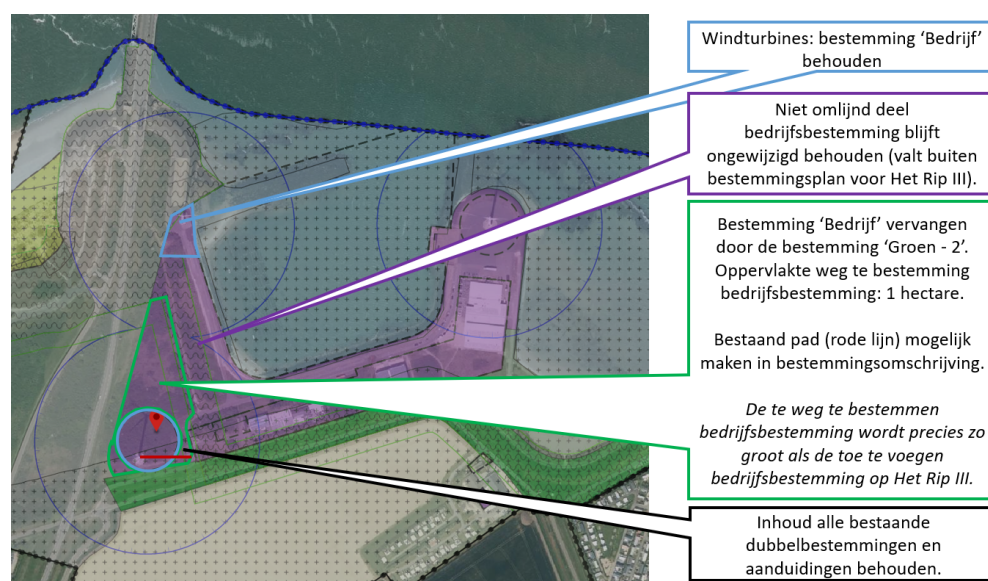 Windturbines: bestemming ‘Bedrijf’
behouden
Niet omlijnd deel
bedrijfsbestemming blijft
ongewijzigd behouden (valt buiten
bestemmingsplan voor Het Rip III).
Bestemming ‘Bedrijf’ vervangen
door de bestemming ‘Groen - 2’.
Oppervlakte weg te bestemming
bedrijfsbestemming: 1 hectare.
Bestaand pad (rode lijn) mogelijk
maken in bestemmingsomschrijving.
De te weg te bestemmen
bedrijfsbestemming wordt precies zo
groot als de toe te voegen
bedrijfsbestemming op Het Rip III.
Inhoud alle bestaande
dubbelbestemmingen en
aanduidingen behouden.